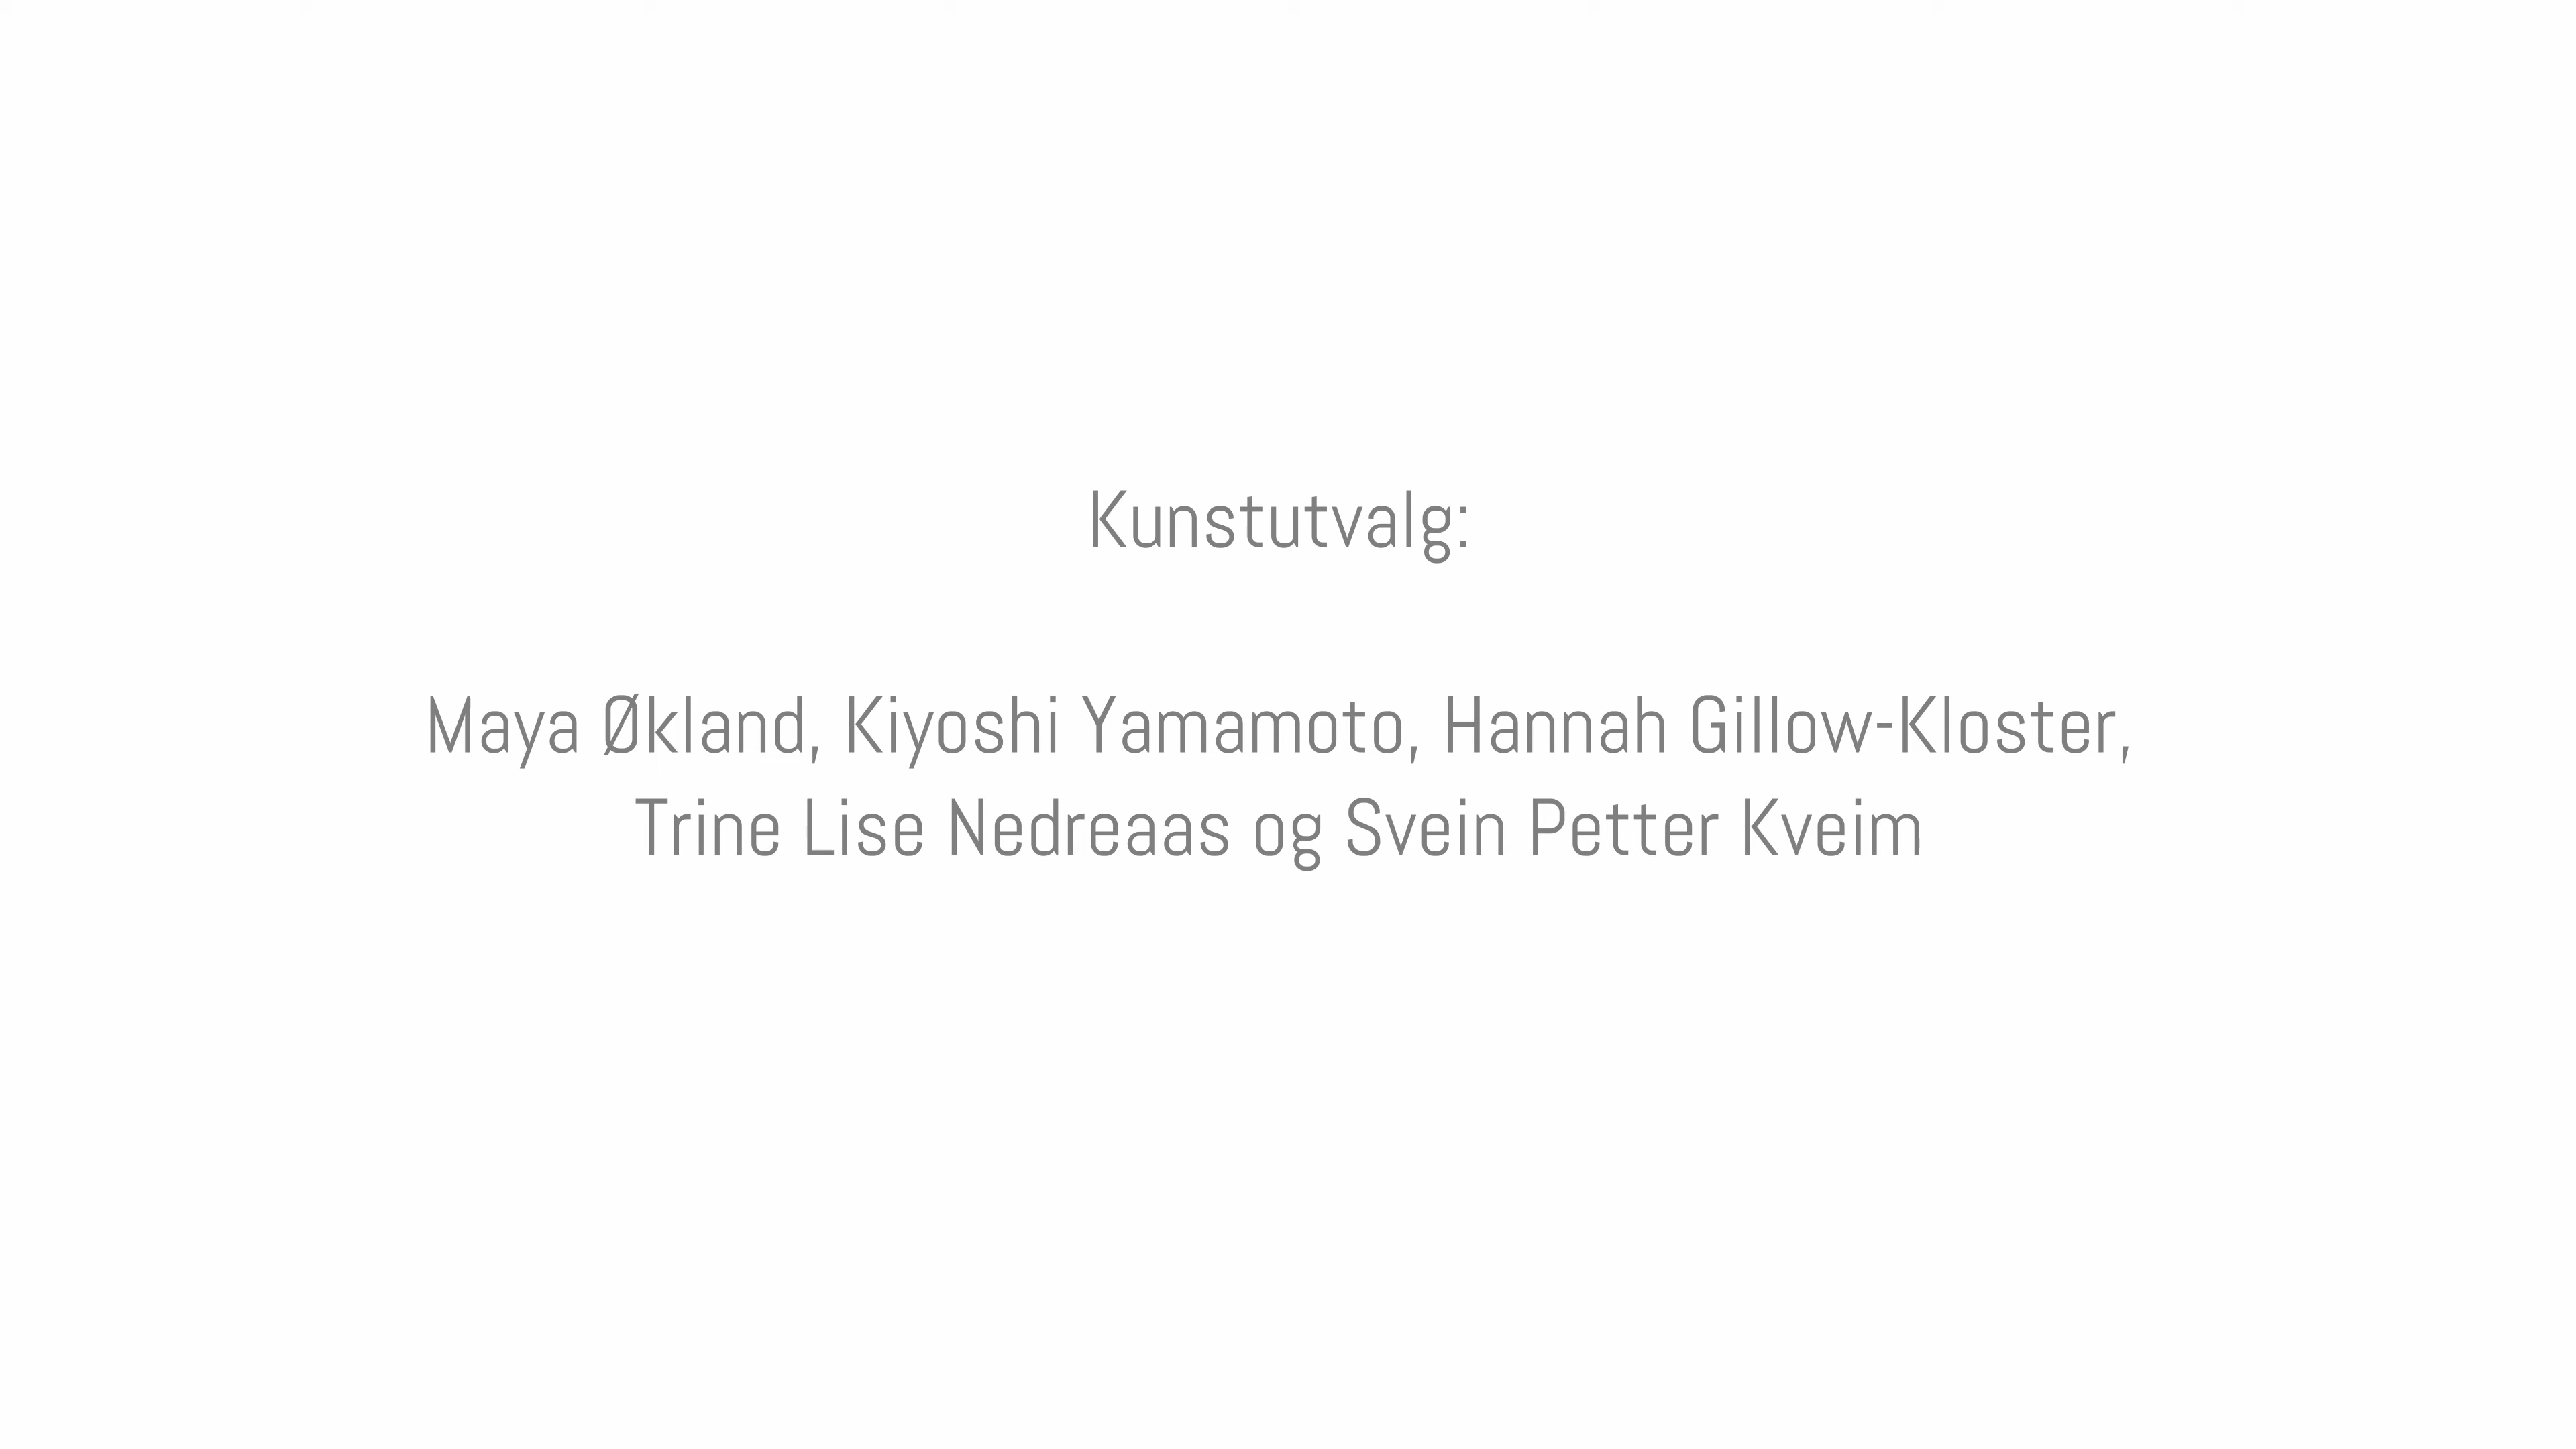 Kunstutvalg:
Maya Økland, Kiyoshi Yamamoto, Hannah Gillow-Kloster,
Trine Lise Nedreaas og Svein Petter Kveim